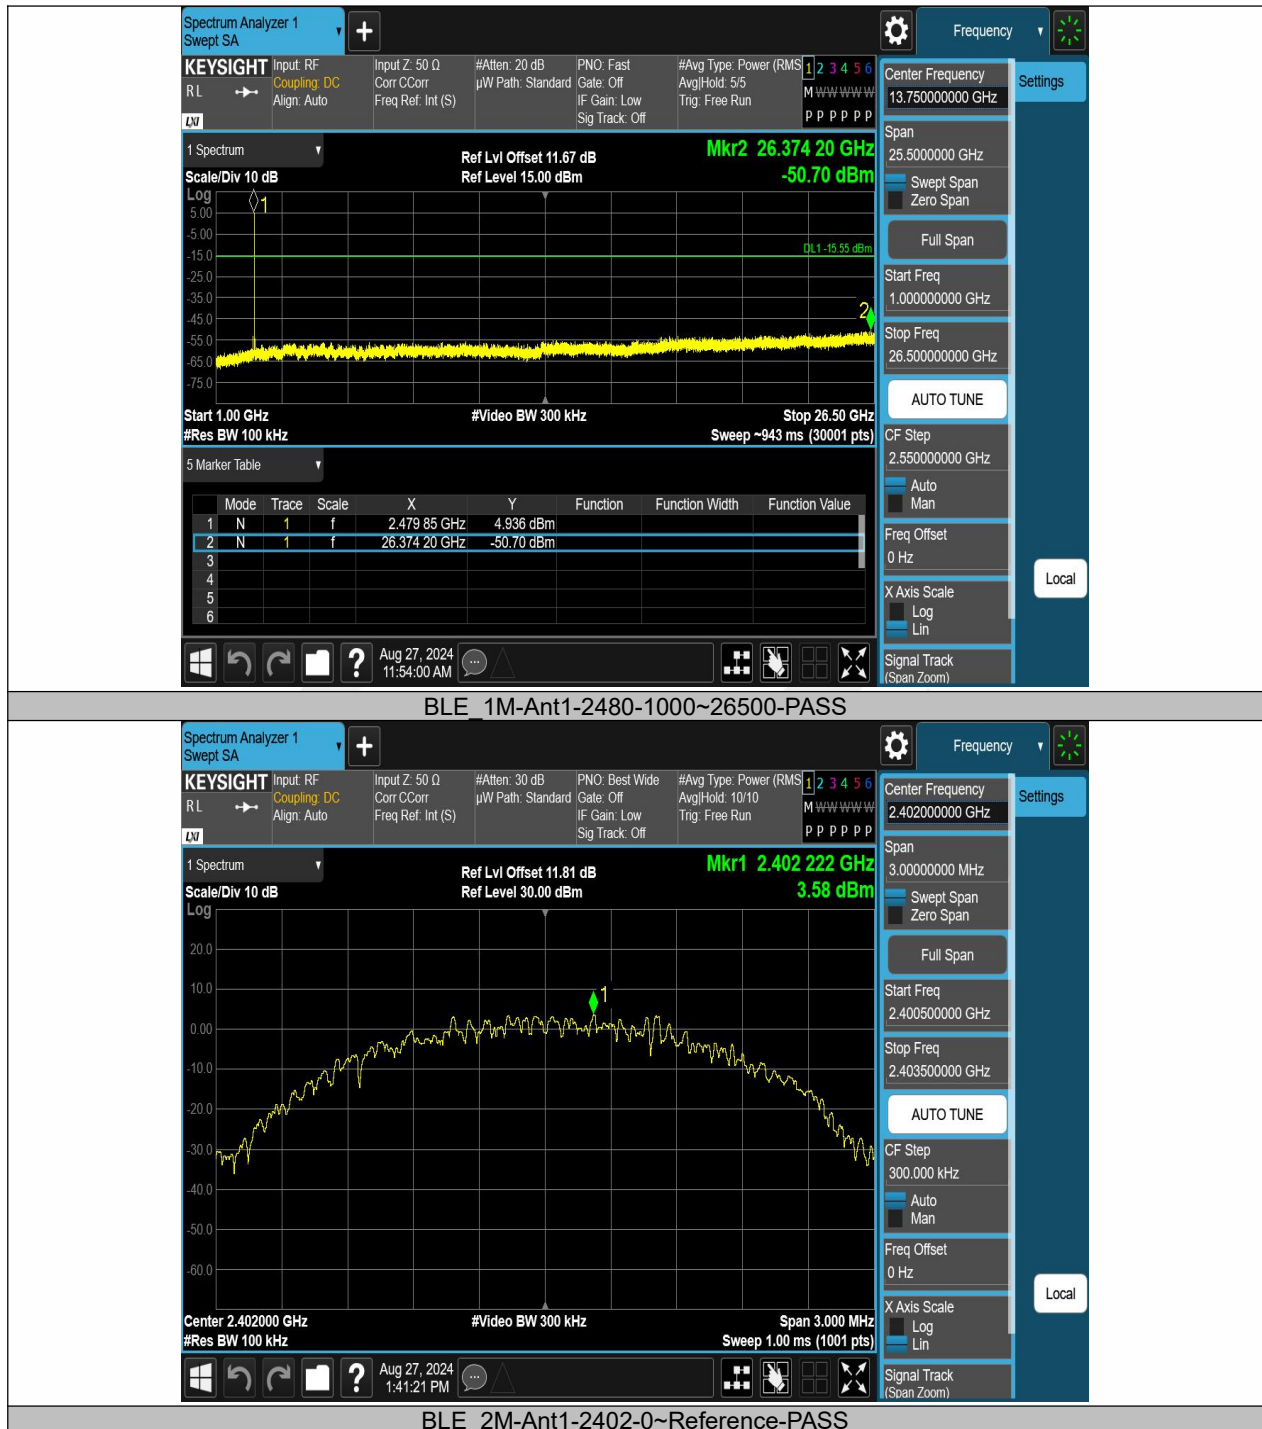 Spectrum Analyzer 1
Swept SA
Frequency
KEYSIGHT
RL
LXI
Input: RF
Coupling: DC
Align: Auto
Input Z: 50 Ω
Corr CCorr
Freq Ref: Int (S)
#Atten: 20 dB
µW Path: Standard
PNO: Fast
Gate: Off
IF Gain: Low
Sig Track: Off
#Avg Type: Power (RMS
Avg|Hold: 5/5
Trig: Free Run
1 2 3 4 5 6
M W W W W W
P P P P P P
1 Spectrum
Scale/Div 10 dB
Ref Lvl Offset 11.67 dB
Ref Level 15.00 dBm
Mkr2 26.374 20 GHz
-50.70 dBm
Log
5.00
-5.00
-15.0
-25.0
-35.0
-45.0
-55.0
-65.0
-75.0
1
DL1 -15.55 dBm
2
Start 1.00 GHz
#Res BW 100 kHz
#Video BW 300 kHz
Stop 26.50 GHz
Sweep ~943 ms (30001 pts)
5 Marker Table
Mode Trace Scale X Y Function Function Width Function Value
1 N 1 f 2.479 85 GHz 4.936 dBm
2 N 1 f 26.374 20 GHz -50.70 dBm
3
4
5
6
Aug 27, 2024
11:54:00 AM
Center Frequency
13.750000000 GHz
Span
25.5000000 GHz
Swept Span
Zero Span
Full Span
Start Freq
1.000000000 GHz
Stop Freq
26.500000000 GHz
AUTO TUNE
CF Step
2.550000000 GHz
Auto
Man
Freq Offset
0 Hz
X Axis Scale
Log
Lin
Signal Track
(Span Zoom)
Settings
Local
BLE_1M-Ant1-2480-1000~26500-PASS
Spectrum Analyzer 1
Swept SA
Frequency
KEYSIGHT
RL
LXI
Input: RF
Coupling: DC
Align: Auto
Input Z: 50 Ω
Corr CCorr
Freq Ref: Int (S)
#Atten: 30 dB
µW Path: Standard
PNO: Best Wide
Gate: Off
IF Gain: Low
Sig Track: Off
#Avg Type: Power (RMS
Avg|Hold: 10/10
Trig: Free Run
1 2 3 4 5 6
M W W W W W
P P P P P P
1 Spectrum
Scale/Div 10 dB
Ref Lvl Offset 11.81 dB
Ref Level 30.00 dBm
Mkr1 2.402 222 GHz
3.58 dBm
Log
20.0
10.0
0.00
-10.0
-20.0
-30.0
-40.0
-50.0
-60.0
1
Center 2.402000 GHz
#Res BW 100 kHz
#Video BW 300 kHz
Span 3.000 MHz
Sweep 1.00 ms (1001 pts)
Aug 27, 2024
1:41:21 PM
Center Frequency
2.402000000 GHz
Span
3.00000000 MHz
Swept Span
Zero Span
Full Span
Start Freq
2.400500000 GHz
Stop Freq
2.403500000 GHz
AUTO TUNE
CF Step
300.000 kHz
Auto
Man
Freq Offset
0 Hz
X Axis Scale
Log
Lin
Signal Track
(Span Zoom)
Settings
Local
BLE_2M-Ant1-2402-0~Reference-PASS